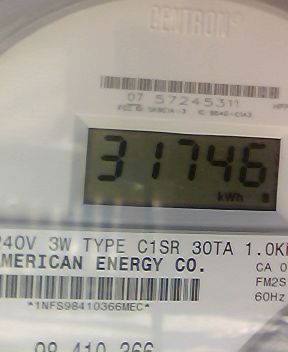 CENTRON®
07 57245311
31746
kWh
240V 3W TYPE C1SR 30TA 1.0K
AMERICAN ENERGY CO. CA 0
FM2S
*1NFS98410366MEC* 60Hz
98 410 366